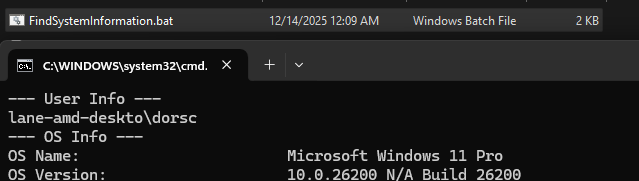 FindSystemInformation.bat 12/14/2025 12:09 AM Windows Batch File 2 KB
C:\WINDOWS\system32\cmd.
--- User Info ---
lane-amd-deskto\dorsc
--- OS Info ---
OS Name: Microsoft Windows 11 Pro
OS Version: 10.0.26200 N/A Build 26200